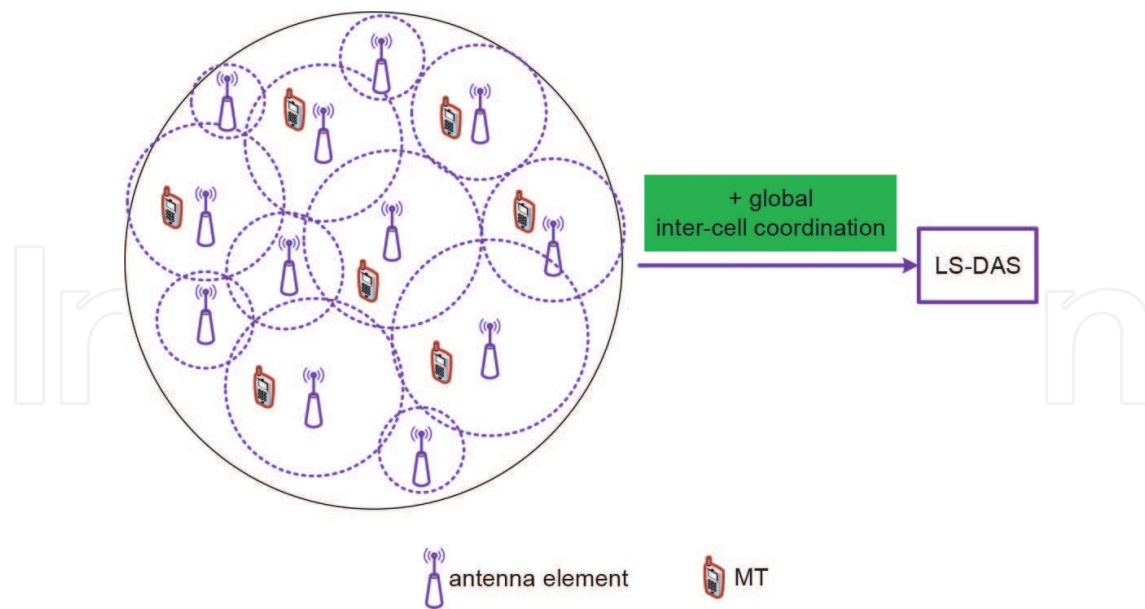 + global
inter-cell coordination
LS-DAS
antenna element
MT